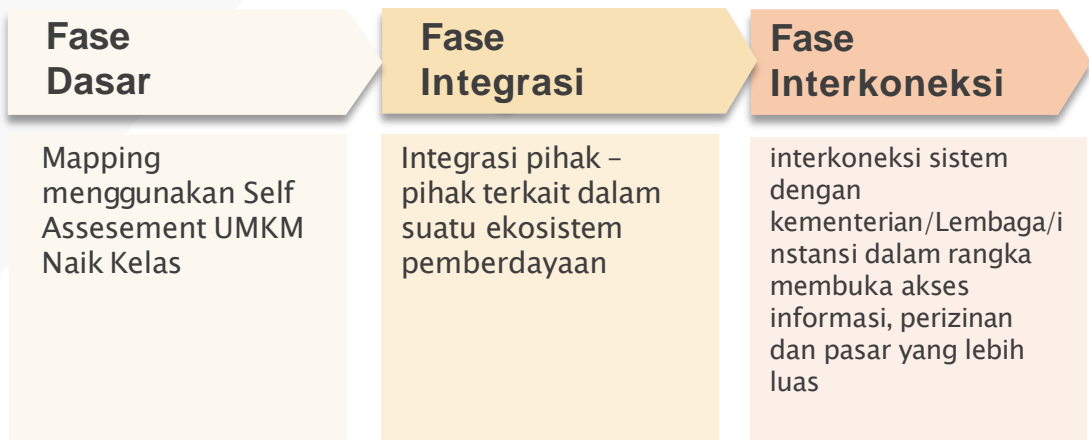 Fase
Dasar
Fase
Integrasi
Fase
Interkoneksi
Mapping
menggunakan Self
Assesement UMKM
Naik Kelas
Integrasi pihak –
pihak terkait dalam
suatu ekosistem
pemberdayaan
interkoneksi sistem
dengan
kementerian/Lembaga/i
nstansi dalam rangka
membuka akses
informasi, perizinan
dan pasar yang lebih
luas